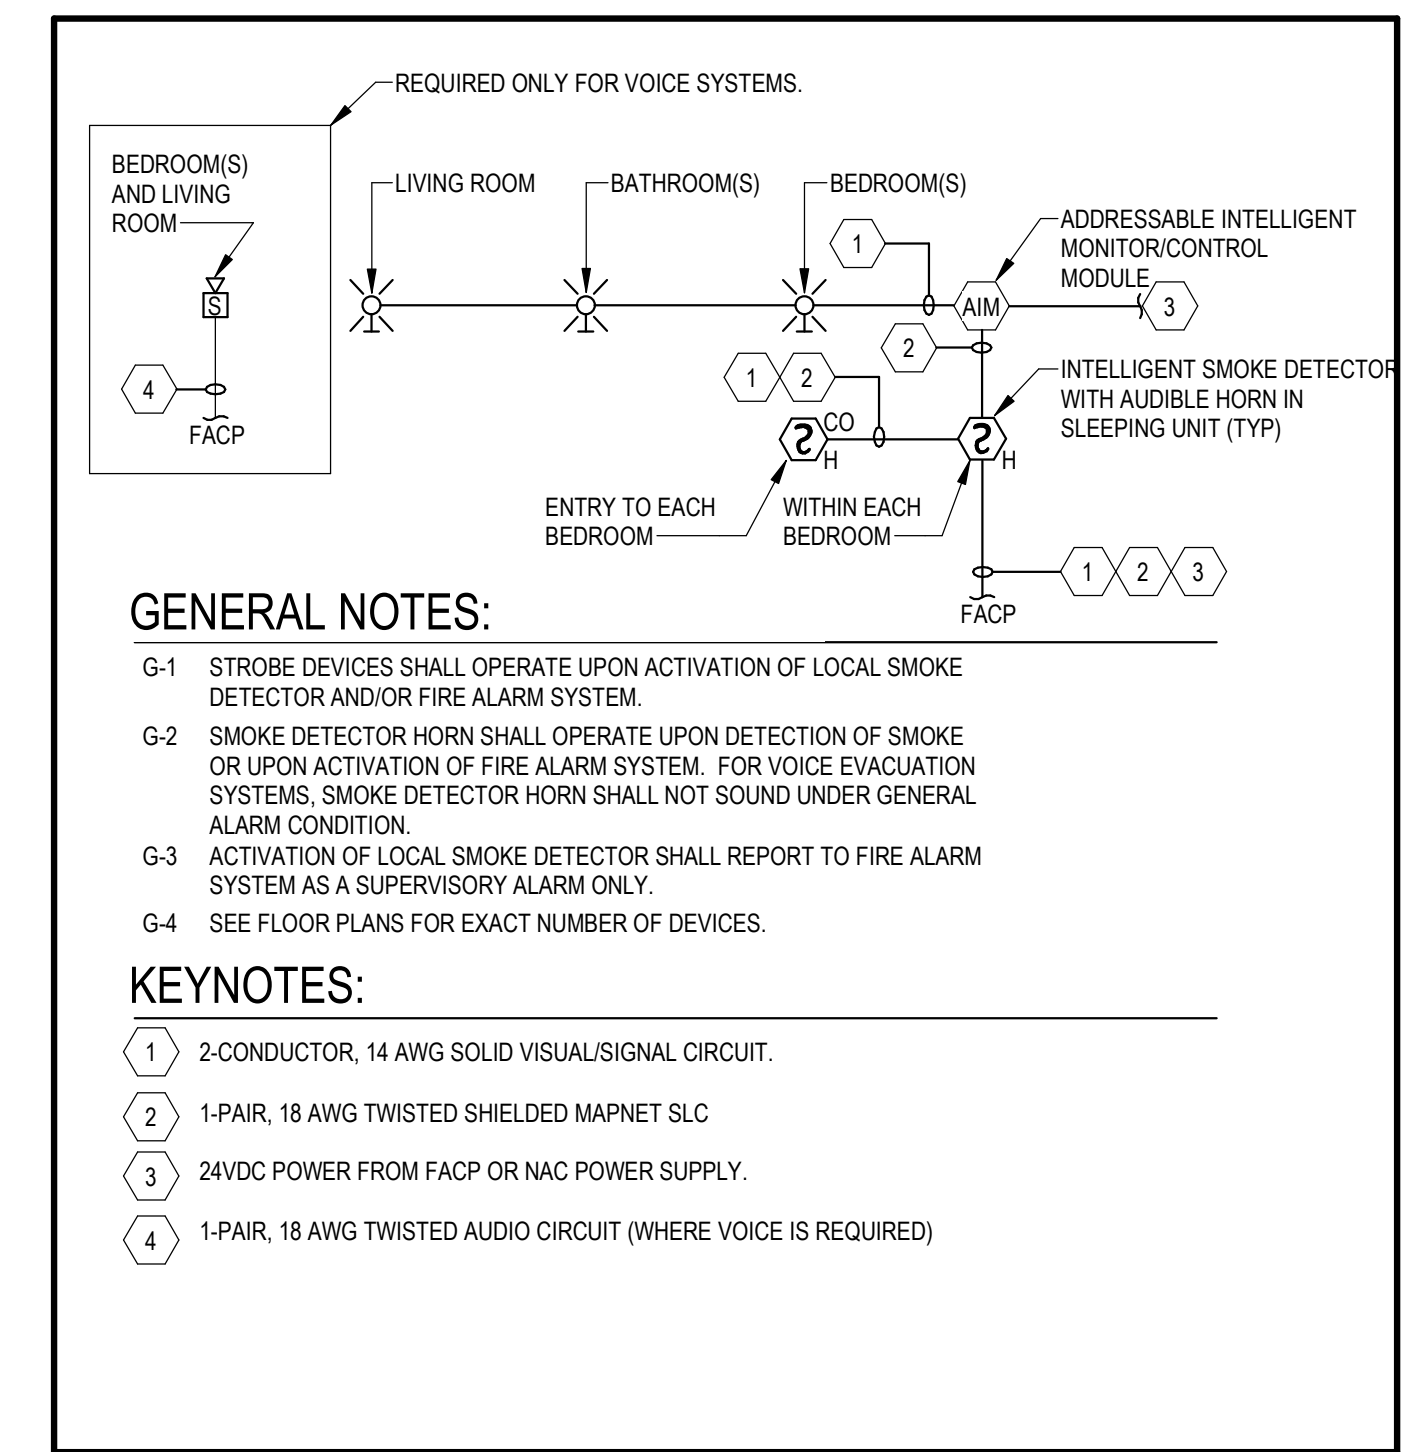 REQUIRED ONLY FOR VOICE SYSTEMS.
BEDROOM(S)
AND LIVING
ROOM
S
4
FACP
LIVING ROOM
BATHROOM(S)
BEDROOM(S)
1
ADDRESSABLE INTELLIGENT
MONITOR/CONTROL
MODULE
AIM
3
2
1 2
INTELLIGENT SMOKE DETECTOR
WITH AUDIBLE HORN IN
SLEEPING UNIT (TYP)
S CO
H
S
H
ENTRY TO EACH
BEDROOM
WITHIN EACH
BEDROOM
1 2 3
FACP
GENERAL NOTES:
G-1 STROBE DEVICES SHALL OPERATE UPON ACTIVATION OF LOCAL SMOKE
DETECTOR AND/OR FIRE ALARM SYSTEM.
G-2 SMOKE DETECTOR HORN SHALL OPERATE UPON DETECTION OF SMOKE
OR UPON ACTIVATION OF FIRE ALARM SYSTEM. FOR VOICE EVACUATION
SYSTEMS, SMOKE DETECTOR HORN SHALL NOT SOUND UNDER GENERAL
ALARM CONDITION.
G-3 ACTIVATION OF LOCAL SMOKE DETECTOR SHALL REPORT TO FIRE ALARM
SYSTEM AS A SUPERVISORY ALARM ONLY.
G-4 SEE FLOOR PLANS FOR EXACT NUMBER OF DEVICES.
KEYNOTES:
1 2-CONDUCTOR, 14 AWG SOLID VISUAL/SIGNAL CIRCUIT.
2 1-PAIR, 18 AWG TWISTED SHIELDED MAPNET SLC
3 24VDC POWER FROM FACP OR NAC POWER SUPPLY.
4 1-PAIR, 18 AWG TWISTED AUDIO CIRCUIT (WHERE VOICE IS REQUIRED)